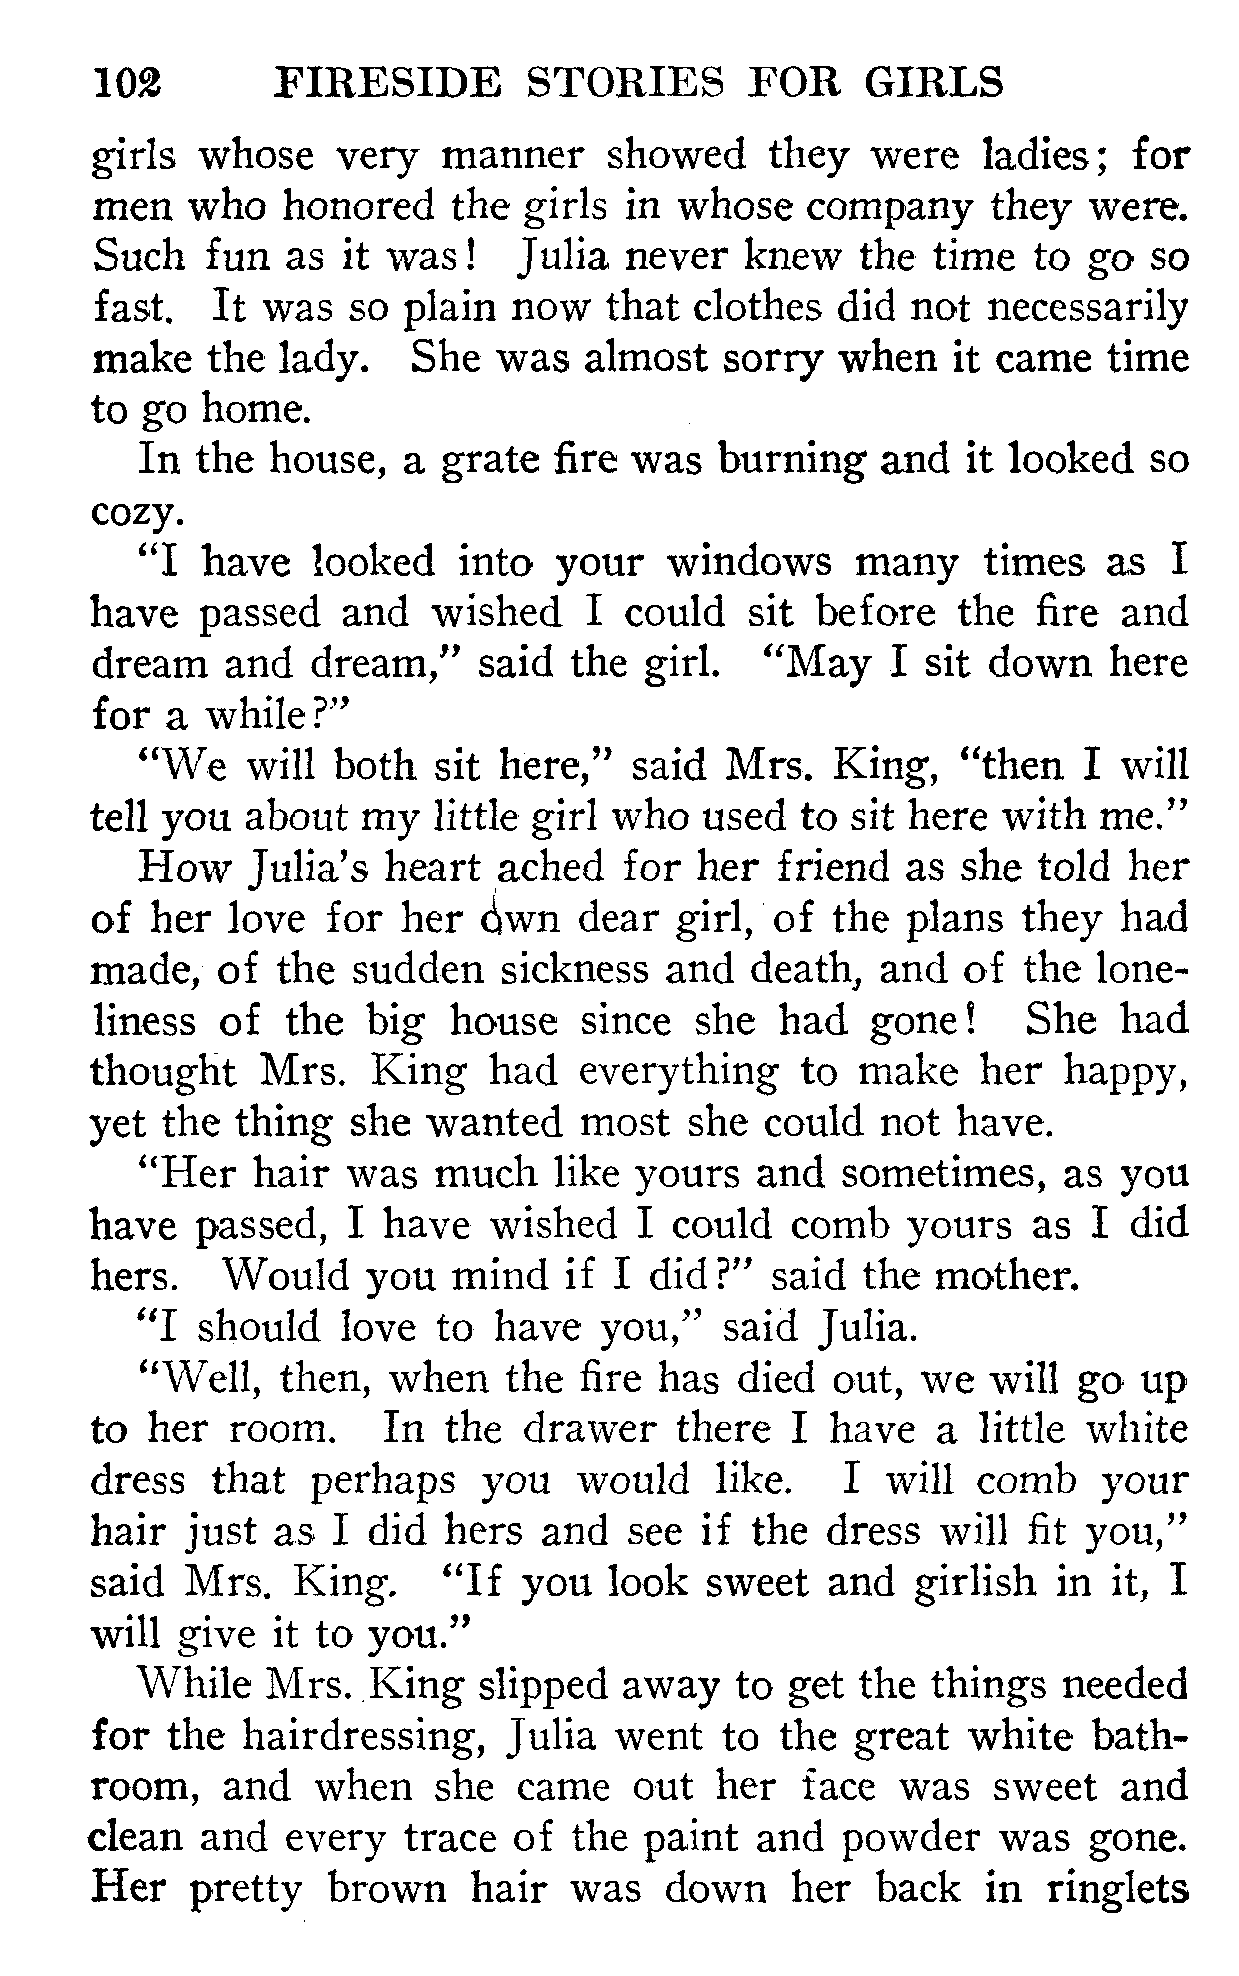 102 FIRESIDE STORIES FOR GIRLS
girls whose very manner showed they were ladies; for
men who honored the girls in whose company they were.
Such fun as it was! Julia never knew the time to go so
fast. It was so plain now that clothes did not necessarily
make the lady. She was almost sorry when it came time
to go home.
In the house, a grate fire was burning and it looked so
cozy.
"I have looked into your windows many times as I
have passed and wished I could sit before the fire and
dream and dream," said the girl. "May I sit down here
for a while?"
"We will both sit here," said Mrs. King, "then I will
tell you about my little girl who used to sit here with me."
How Julia's heart ached for her friend as she told her
of her love for her own dear girl, of the plans they had
made, of the sudden sickness and death, and of the lone-
liness of the big house since she had gone! She had
thought Mrs. King had everything to make her happy,
yet the thing she wanted most she could not have.
"Her hair was much like yours and sometimes, as you
have passed, I have wished I could comb yours as I did
hers. Would you mind if I did?" said the mother.
"I should love to have you," said Julia.
"Well, then, when the fire has died out, we will go up
to her room. In the drawer there I have a little white
dress that perhaps you would like. I will comb your
hair just as I did hers and see if the dress will fit you,"
said Mrs. King. "If you look sweet and girlish in it, I
will give it to you."
While Mrs. King slipped away to get the things needed
for the hairdressing, Julia went to the great white bath-
room, and when she came out her face was sweet and
clean and every trace of the paint and powder was gone.
Her pretty brown hair was down her back in ringlets